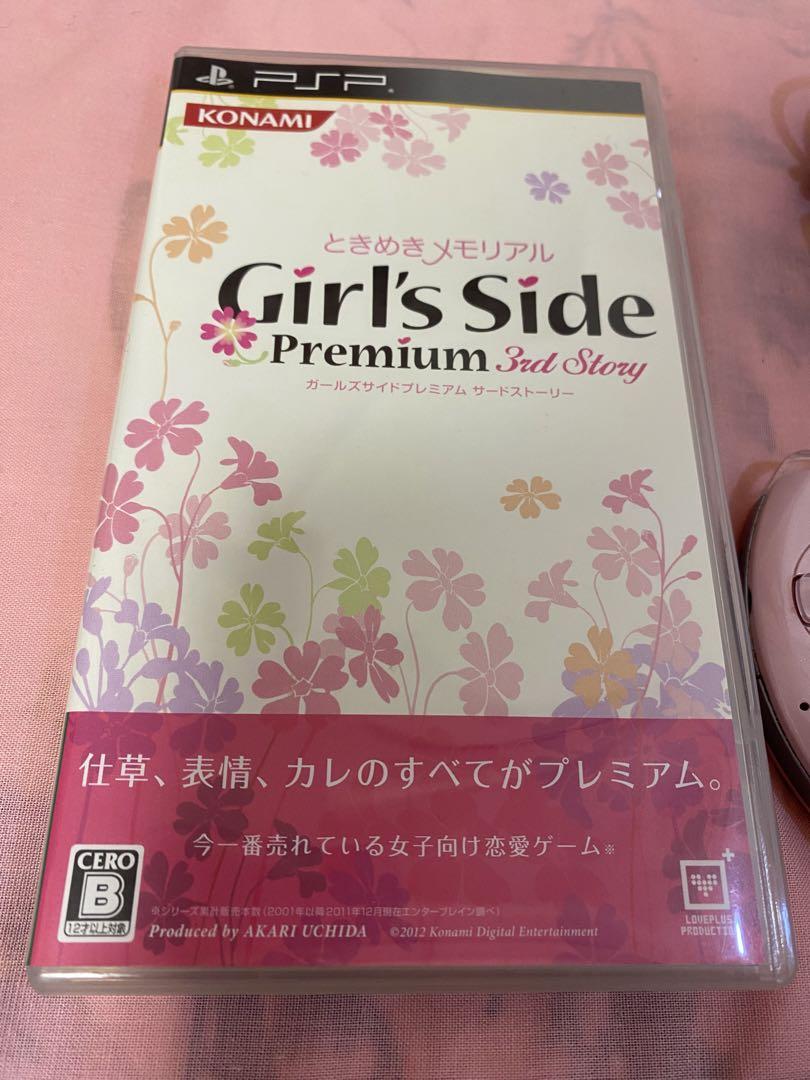 PSP
KONAMI
ときめきメモリアル
Girl's Side
Premium 3rd Story
ガールズサイドプレミアム サードストーリー
仕草、表情、カレのすべてがプレミアム。
今一番売れている女子向け恋愛ゲーム※
CERO
B
12才以上対象
※シリーズ累計販売本数(2001年以降2011年12月現在エンターブレイン調べ)
Produced by AKARI UCHIDA ©2012 Konami Digital Entertainment
LOVEPLUS
PRODUCTION